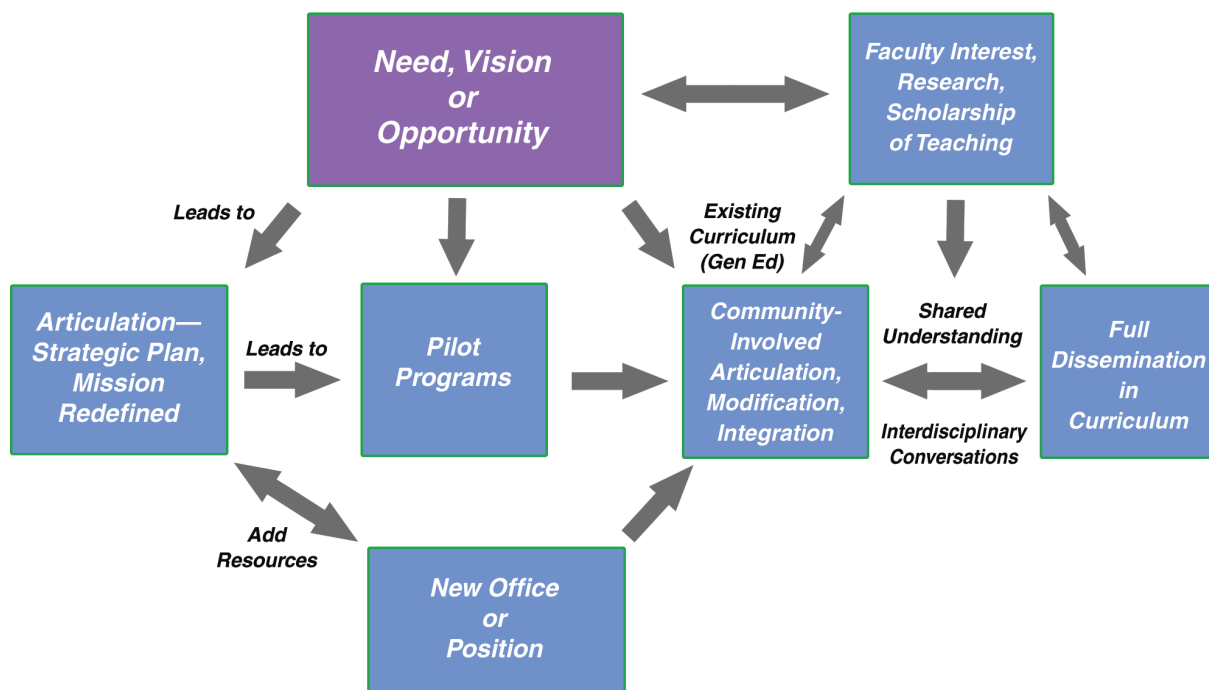 Need, Vision
or
Opportunity
Faculty Interest,
Research,
Scholarship
of Teaching
Leads to
Existing
Curriculum
(Gen Ed)
Articulation—
Strategic Plan,
Mission
Redefined
Leads to
Pilot
Programs
Community-
Involved
Articulation,
Modification,
Integration
Shared
Understanding
Interdisciplinary
Conversations
Full
Dissemination
in
Curriculum
Add
Resources
New Office
or
Position